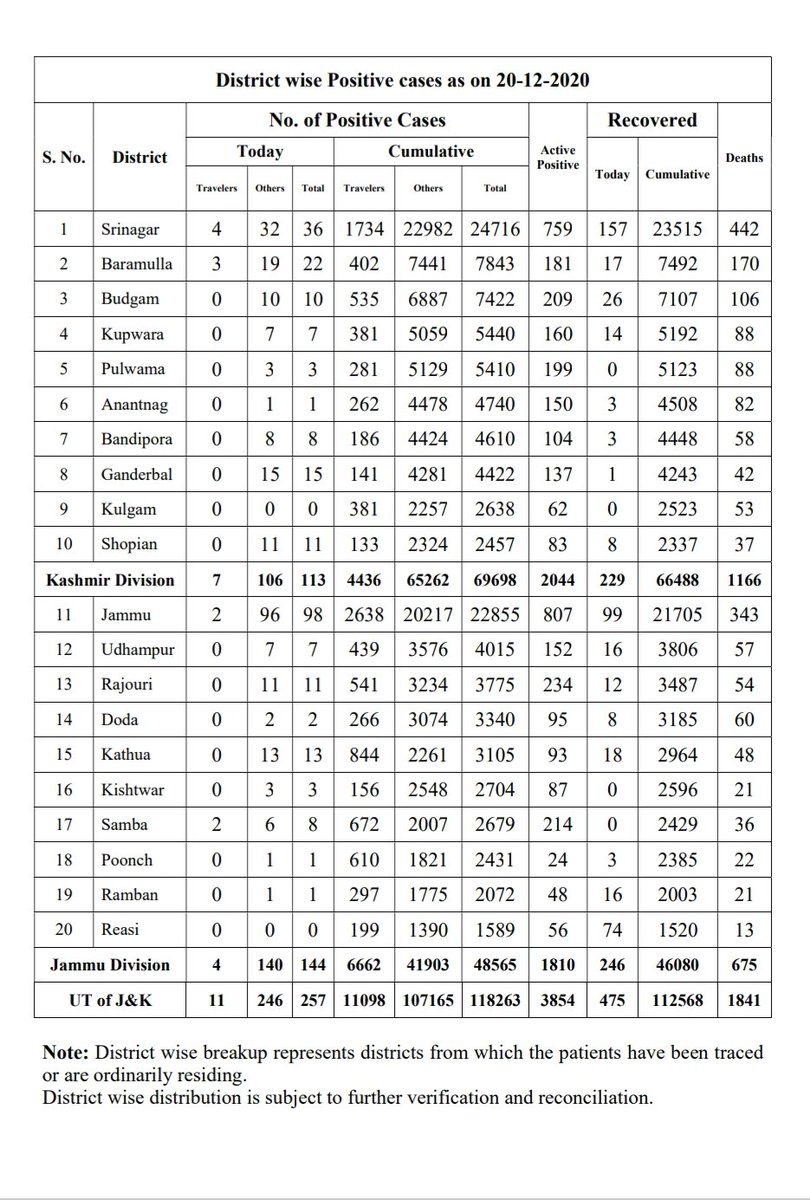 District wise Positive cases as on 20-12-2020
S. No. District No. of Positive Cases Active Positive Recovered Deaths
Today Cumulative Today Cumulative
Travelers Others Total Travelers Others Total
1 Srinagar 4 32 36 1734 22982 24716 759 157 23515 442
2 Baramulla 3 19 22 402 7441 7843 181 17 7492 170
3 Budgam 0 10 10 535 6887 7422 209 26 7107 106
4 Kupwara 0 7 7 381 5059 5440 160 14 5192 88
5 Pulwama 0 3 3 281 5129 5410 199 0 5123 88
6 Anantnag 0 1 1 262 4478 4740 150 3 4508 82
7 Bandipora 0 8 8 186 4424 4610 104 3 4448 58
8 Ganderbal 0 15 15 141 4281 4422 137 1 4243 42
9 Kulgam 0 0 0 381 2257 2638 62 0 2523 53
10 Shopian 0 11 11 133 2324 2457 83 8 2337 37
Kashmir Division 7 106 113 4436 65262 69698 2044 229 66488 1166
11 Jammu 2 96 98 2638 20217 22855 807 99 21705 343
12 Udhampur 0 7 7 439 3576 4015 152 16 3806 57
13 Rajouri 0 11 11 541 3234 3775 234 12 3487 54
14 Doda 0 2 2 266 3074 3340 95 8 3185 60
15 Kathua 0 13 13 844 2261 3105 93 18 2964 48
16 Kishtwar 0 3 3 156 2548 2704 87 0 2596 21
17 Samba 2 6 8 672 2007 2679 214 0 2429 36
18 Poonch 0 1 1 610 1821 2431 24 3 2385 22
19 Ramban 0 1 1 297 1775 2072 48 16 2003 21
20 Reasi 0 0 0 199 1390 1589 56 74 1520 13
Jammu Division 4 140 144 6662 41903 48565 1810 246 46080 675
UT of J&K 11 246 257 11098 107165 118263 3854 475 112568 1841
Note: District wise breakup represents districts from which the patients have been traced
or are ordinarily residing.
District wise distribution is subject to further verification and reconciliation.